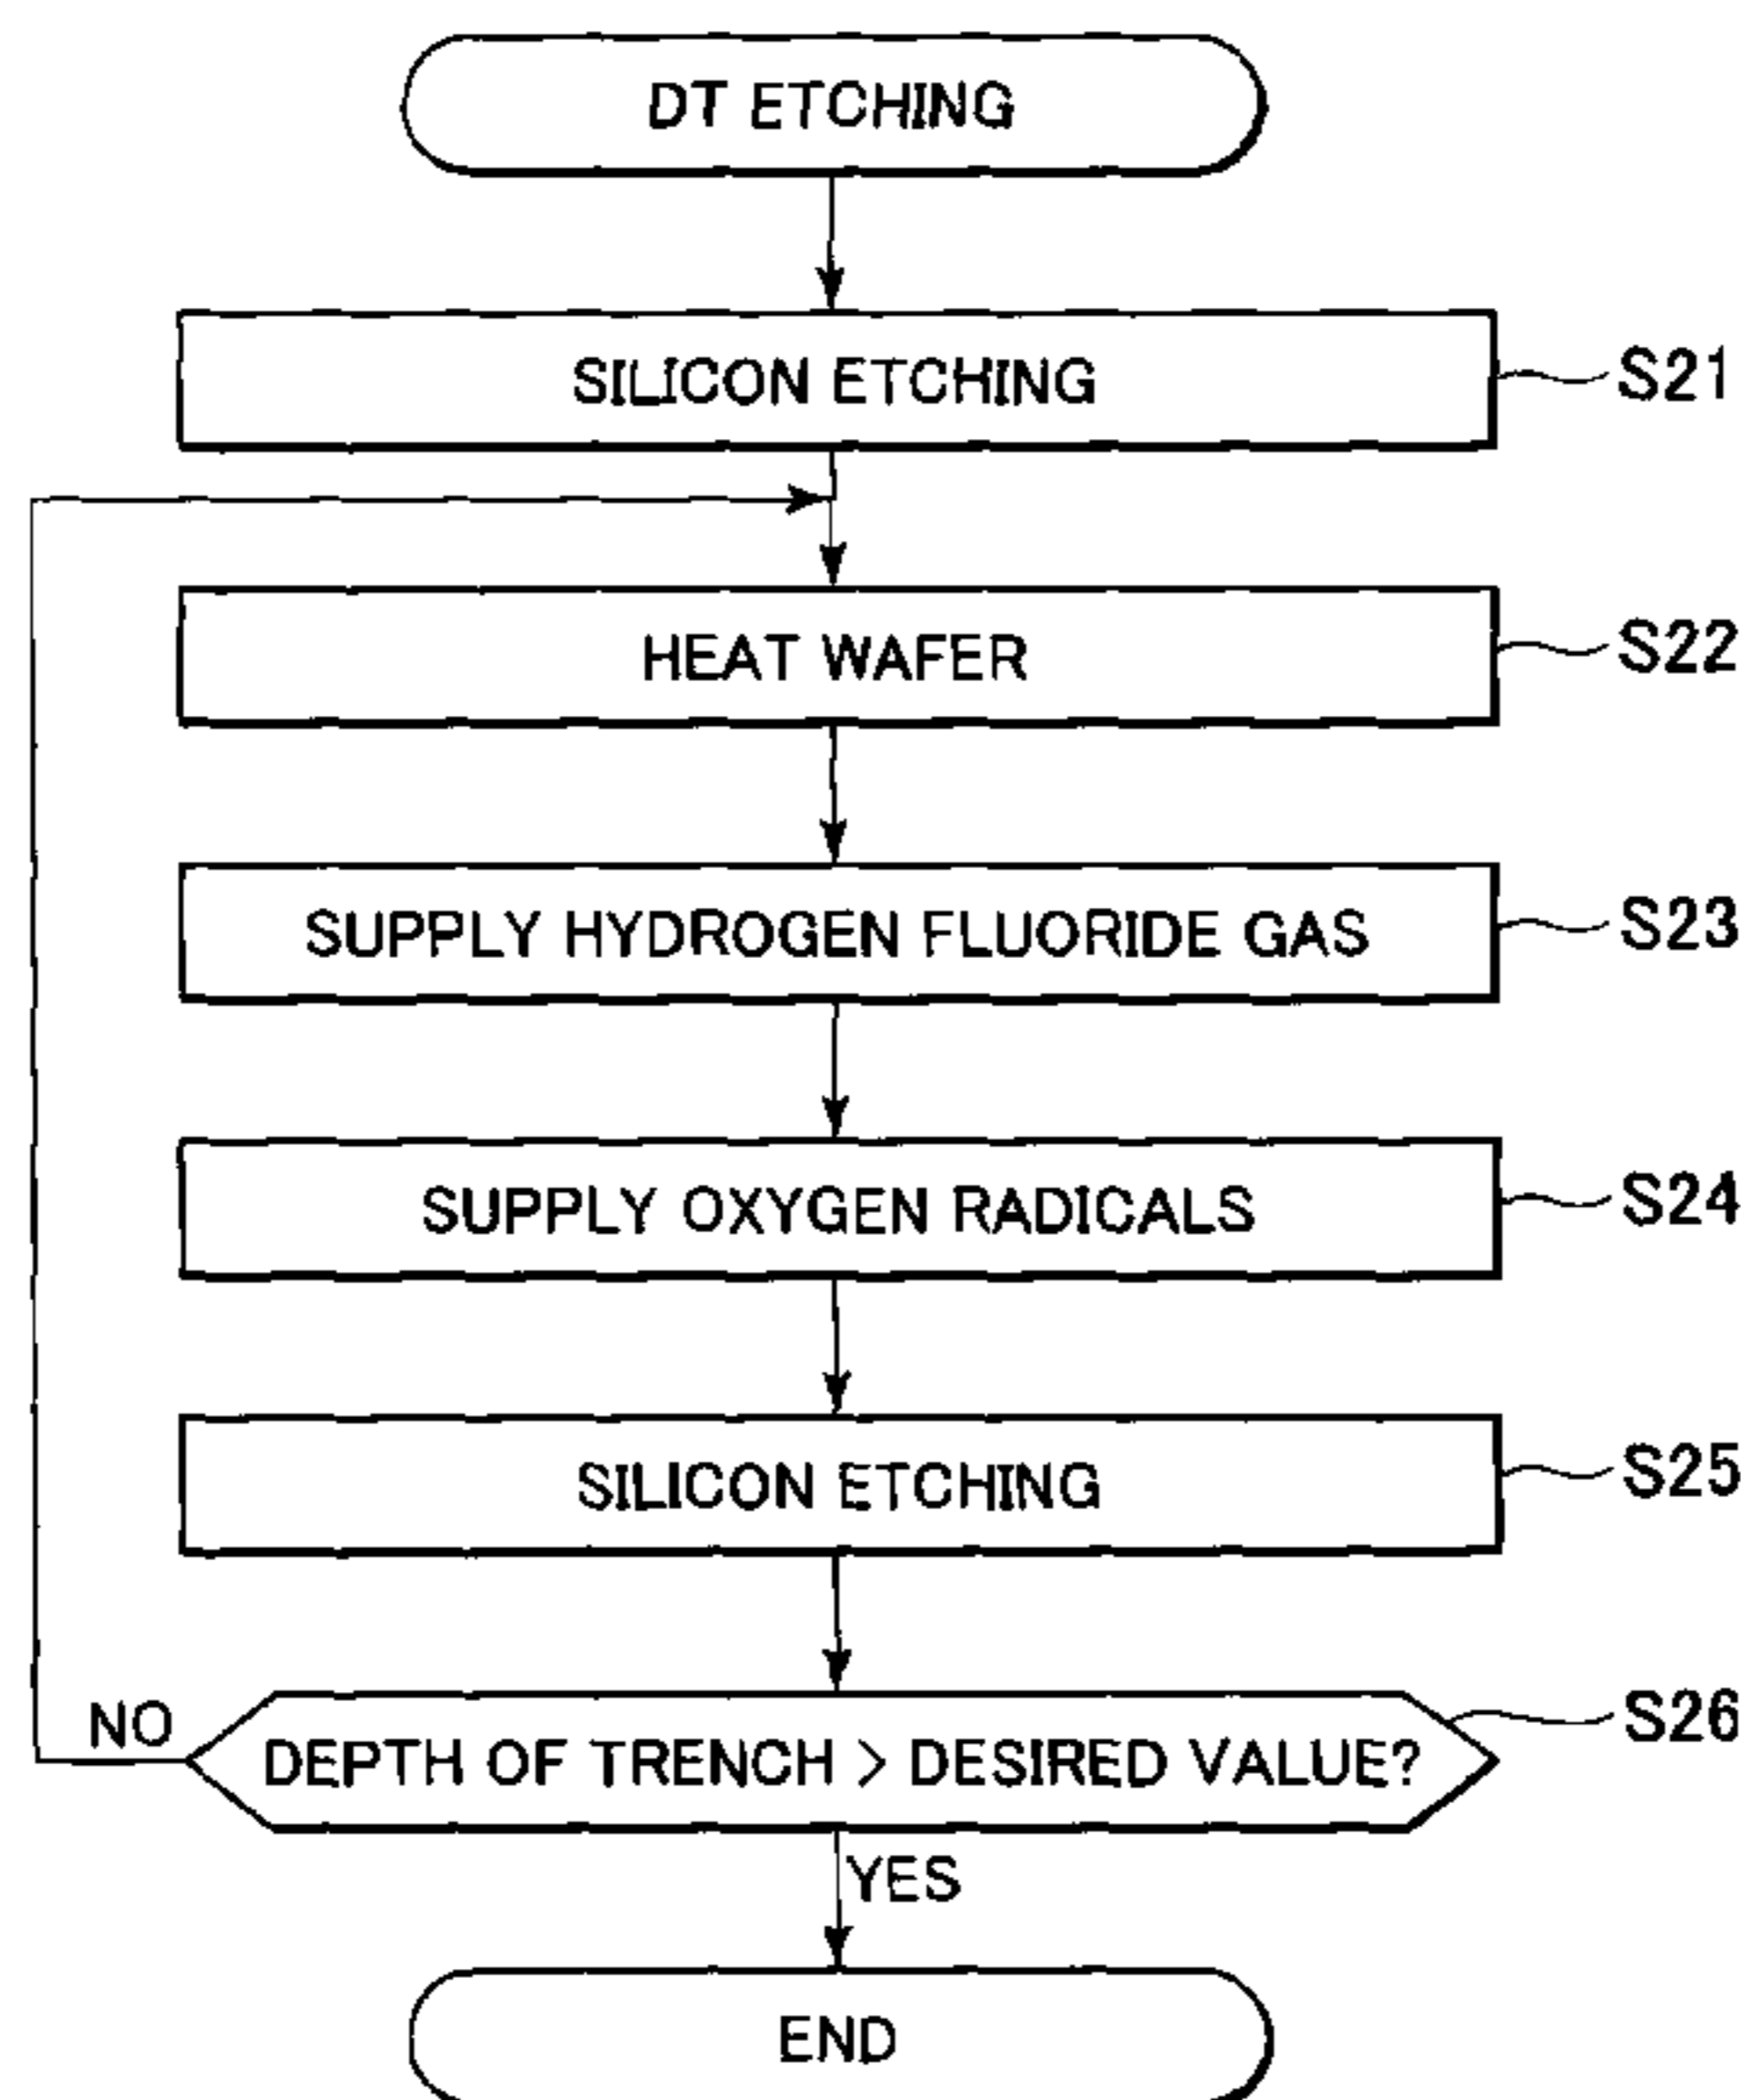 DT ETCHING
SILICON ETCHING
S21
HEAT WAFER
S22
SUPPLY HYDROGEN FLUORIDE GAS
S23
SUPPLY OXYGEN RADICALS
S24
SILICON ETCHING
S25
NO
DEPTH OF TRENCH > DESIRED VALUE?
S26
YES
END